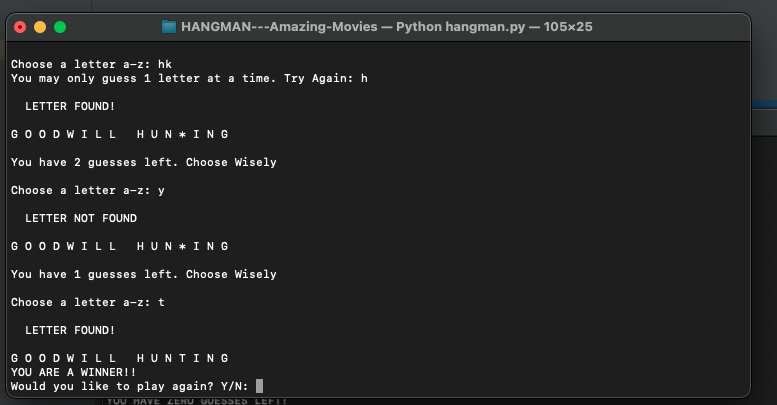 HANGMAN---Amazing-Movies — Python hangman.py — 105×25
Choose a letter a-z: hk
You may only guess 1 letter at a time. Try Again: h
LETTER FOUND!
G O O D W I L L   H U N * I N G
You have 2 guesses left. Choose Wisely
Choose a letter a-z: y
LETTER NOT FOUND
G O O D W I L L   H U N * I N G
You have 1 guesses left. Choose Wisely
Choose a letter a-z: t
LETTER FOUND!
G O O D W I L L   H U N T I N G
YOU ARE A WINNER!!
Would you like to play again? Y/N:
YOU HAVE ZERO GUESSES LEFT!